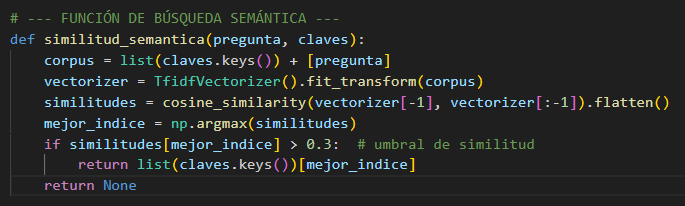 # --- FUNCIÓN DE BÚSQUEDA SEMÁNTICA ---
def similitud_semantica(pregunta, claves):
    corpus = list(claves.keys()) + [pregunta]
    vectorizer = TfidfVectorizer().fit_transform(corpus)
    similitudes = cosine_similarity(vectorizer[-1], vectorizer[:-1]).flatten()
    mejor_indice = np.argmax(similitudes)
    if similitudes[mejor_indice] > 0.3:  # umbral de similitud
        return list(claves.keys())[mejor_indice]
    return None